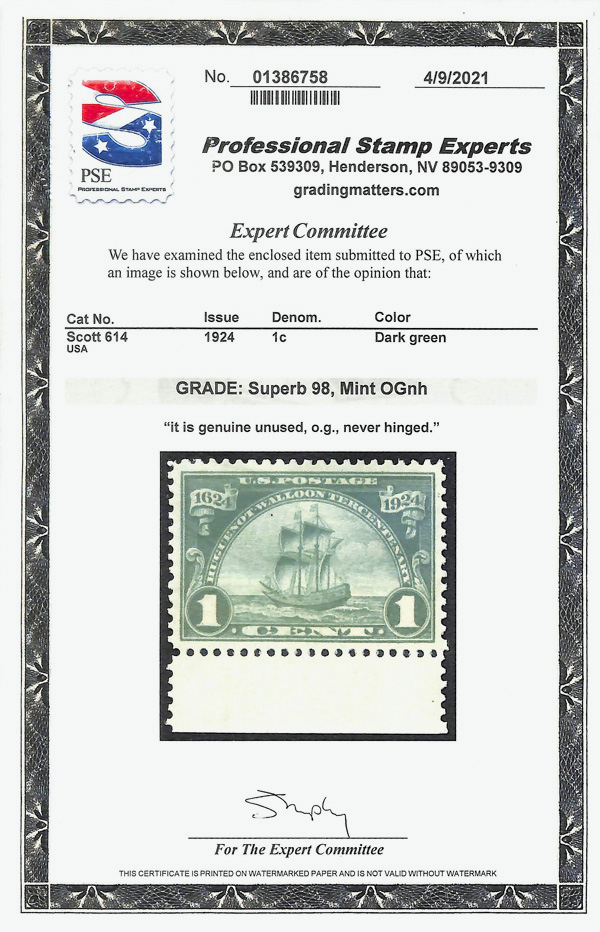 No. 01386758 4/9/2021
PSE
PROFESSIONAL STAMP EXPERTS
Professional Stamp Experts
PO Box 539309, Henderson, NV 89053-9309
gradingmatters.com
Expert Committee
We have examined the enclosed item submitted to PSE, of which
an image is shown below, and are of the opinion that:
Cat No. Issue Denom. Color
Scott 614 1924 1c Dark green
USA
GRADE: Superb 98, Mint OGnh
“it is genuine unused, o.g., never hinged.”
U.S. POSTAGE
1624 1924
HUGUENOT-WALLOON TERCENTENARY
1 1
CENT
For The Expert Committee
THIS CERTIFICATE IS PRINTED ON WATERMARKED PAPER AND IS NOT VALID WITHOUT WATERMARK